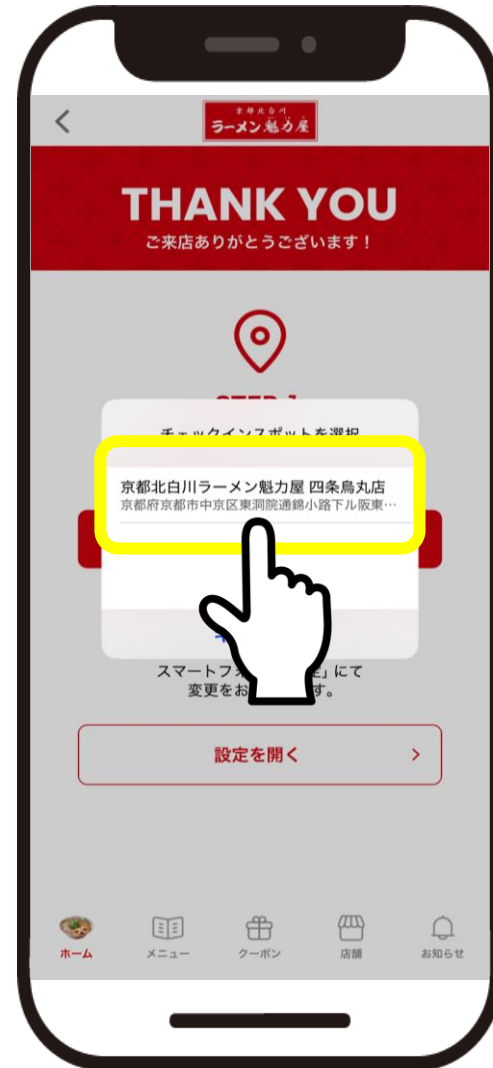 京都北白川
ラーメン魁力屋
THANK YOU
ご来店ありがとうございます！
チェックインスポットを選択
京都北白川ラーメン魁力屋 四条烏丸店
京都府京都市中京区東洞院通錦小路下ル阪東…
スマートフォ
」にて
変更をお
す。
設定を開く
ホーム
メニュー
クーポン
店舗
お知らせ